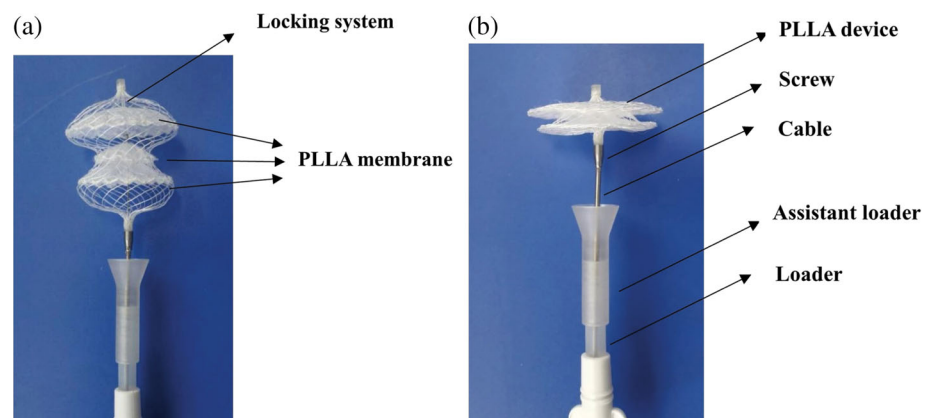 (a)
Locking system
PLLA membrane
(b)
PLLA device
Screw
Cable
Assistant loader
Loader